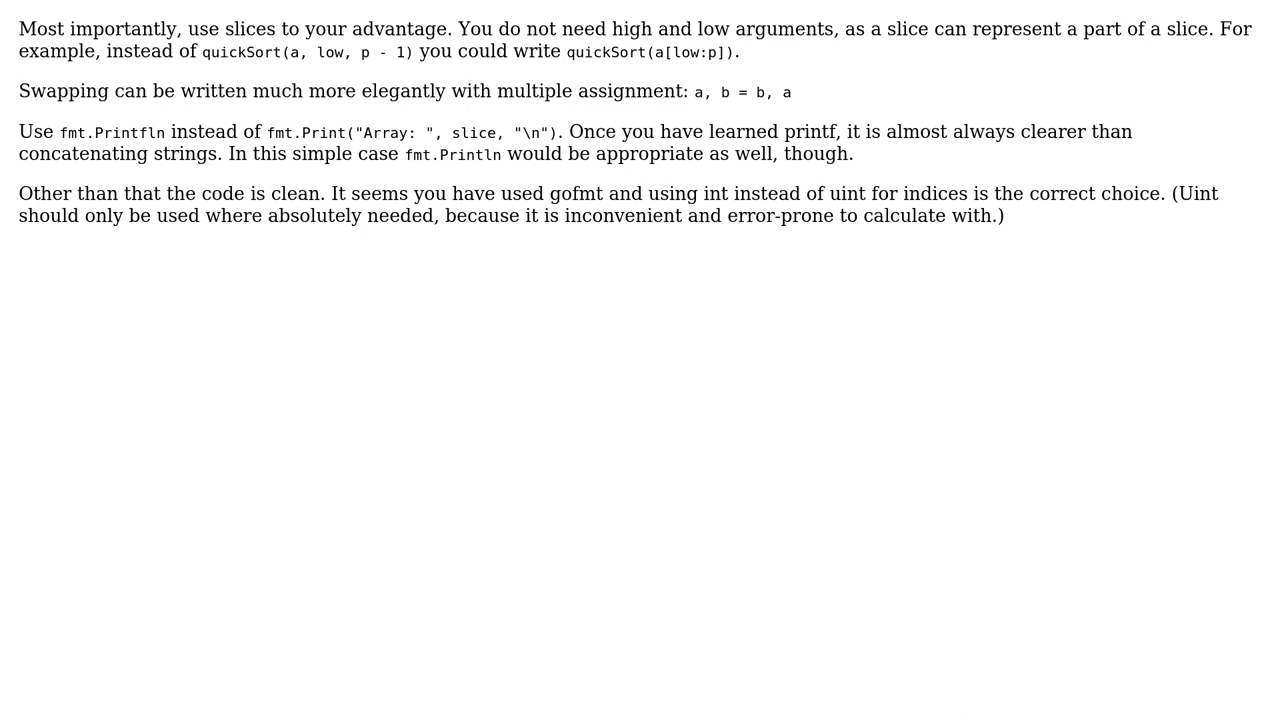 Most importantly, use slices to your advantage. You do not need high and low arguments, as a slice can represent a part of a slice. For
example, instead of quickSort(a, low, p - 1) you could write quickSort(a[low:p]).
Swapping can be written much more elegantly with multiple assignment: a, b = b, a
Use fmt.Printfln instead of fmt.Print("Array: ", slice, "\n"). Once you have learned printf, it is almost always clearer than
concatenating strings. In this simple case fmt.Println would be appropriate as well, though.
Other than that the code is clean. It seems you have used gofmt and using int instead of uint for indices is the correct choice. (Uint
should only be used where absolutely needed, because it is inconvenient and error-prone to calculate with.)